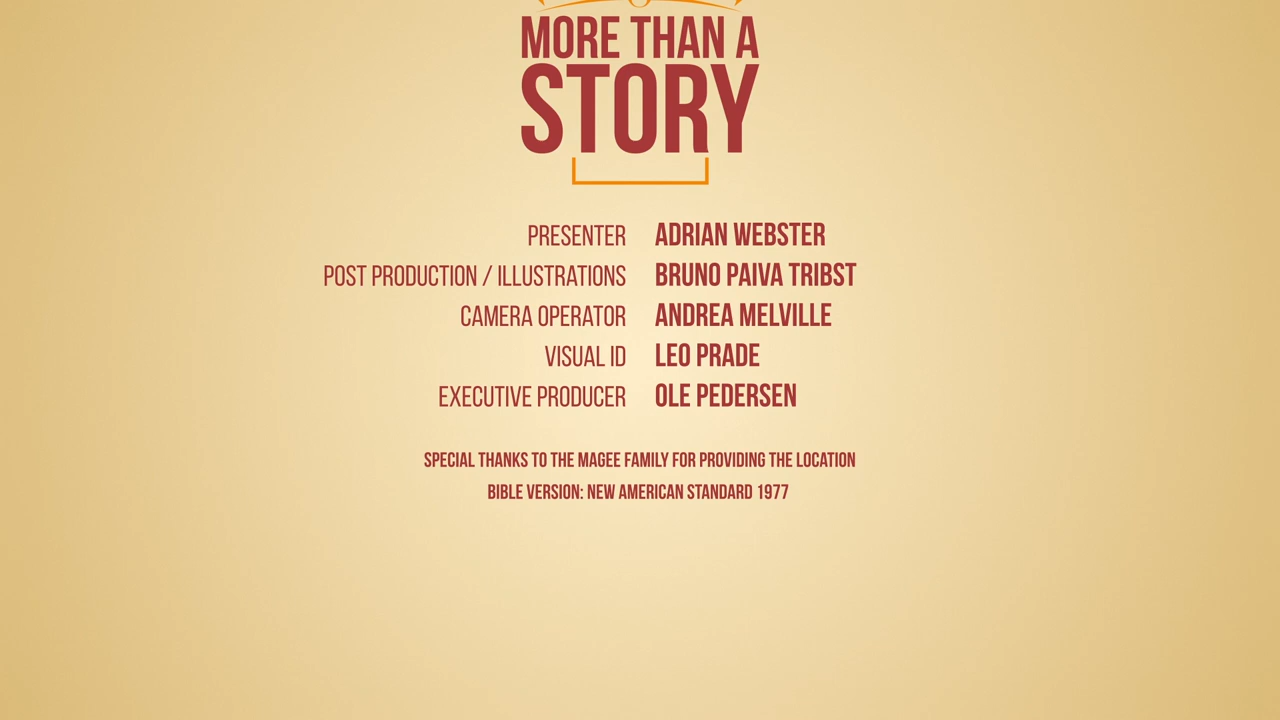 MORE THAN A
STORY
PRESENTER ADRIAN WEBSTER
POST PRODUCTION / ILLUSTRATIONS BRUNO PAIVA TRIBST
CAMERA OPERATOR ANDREA MELVILLE
VISUAL ID LEO PRADE
EXECUTIVE PRODUCER OLE PEDERSEN
SPECIAL THANKS TO THE MAGEE FAMILY FOR PROVIDING THE LOCATION
BIBLE VERSION: NEW AMERICAN STANDARD 1977